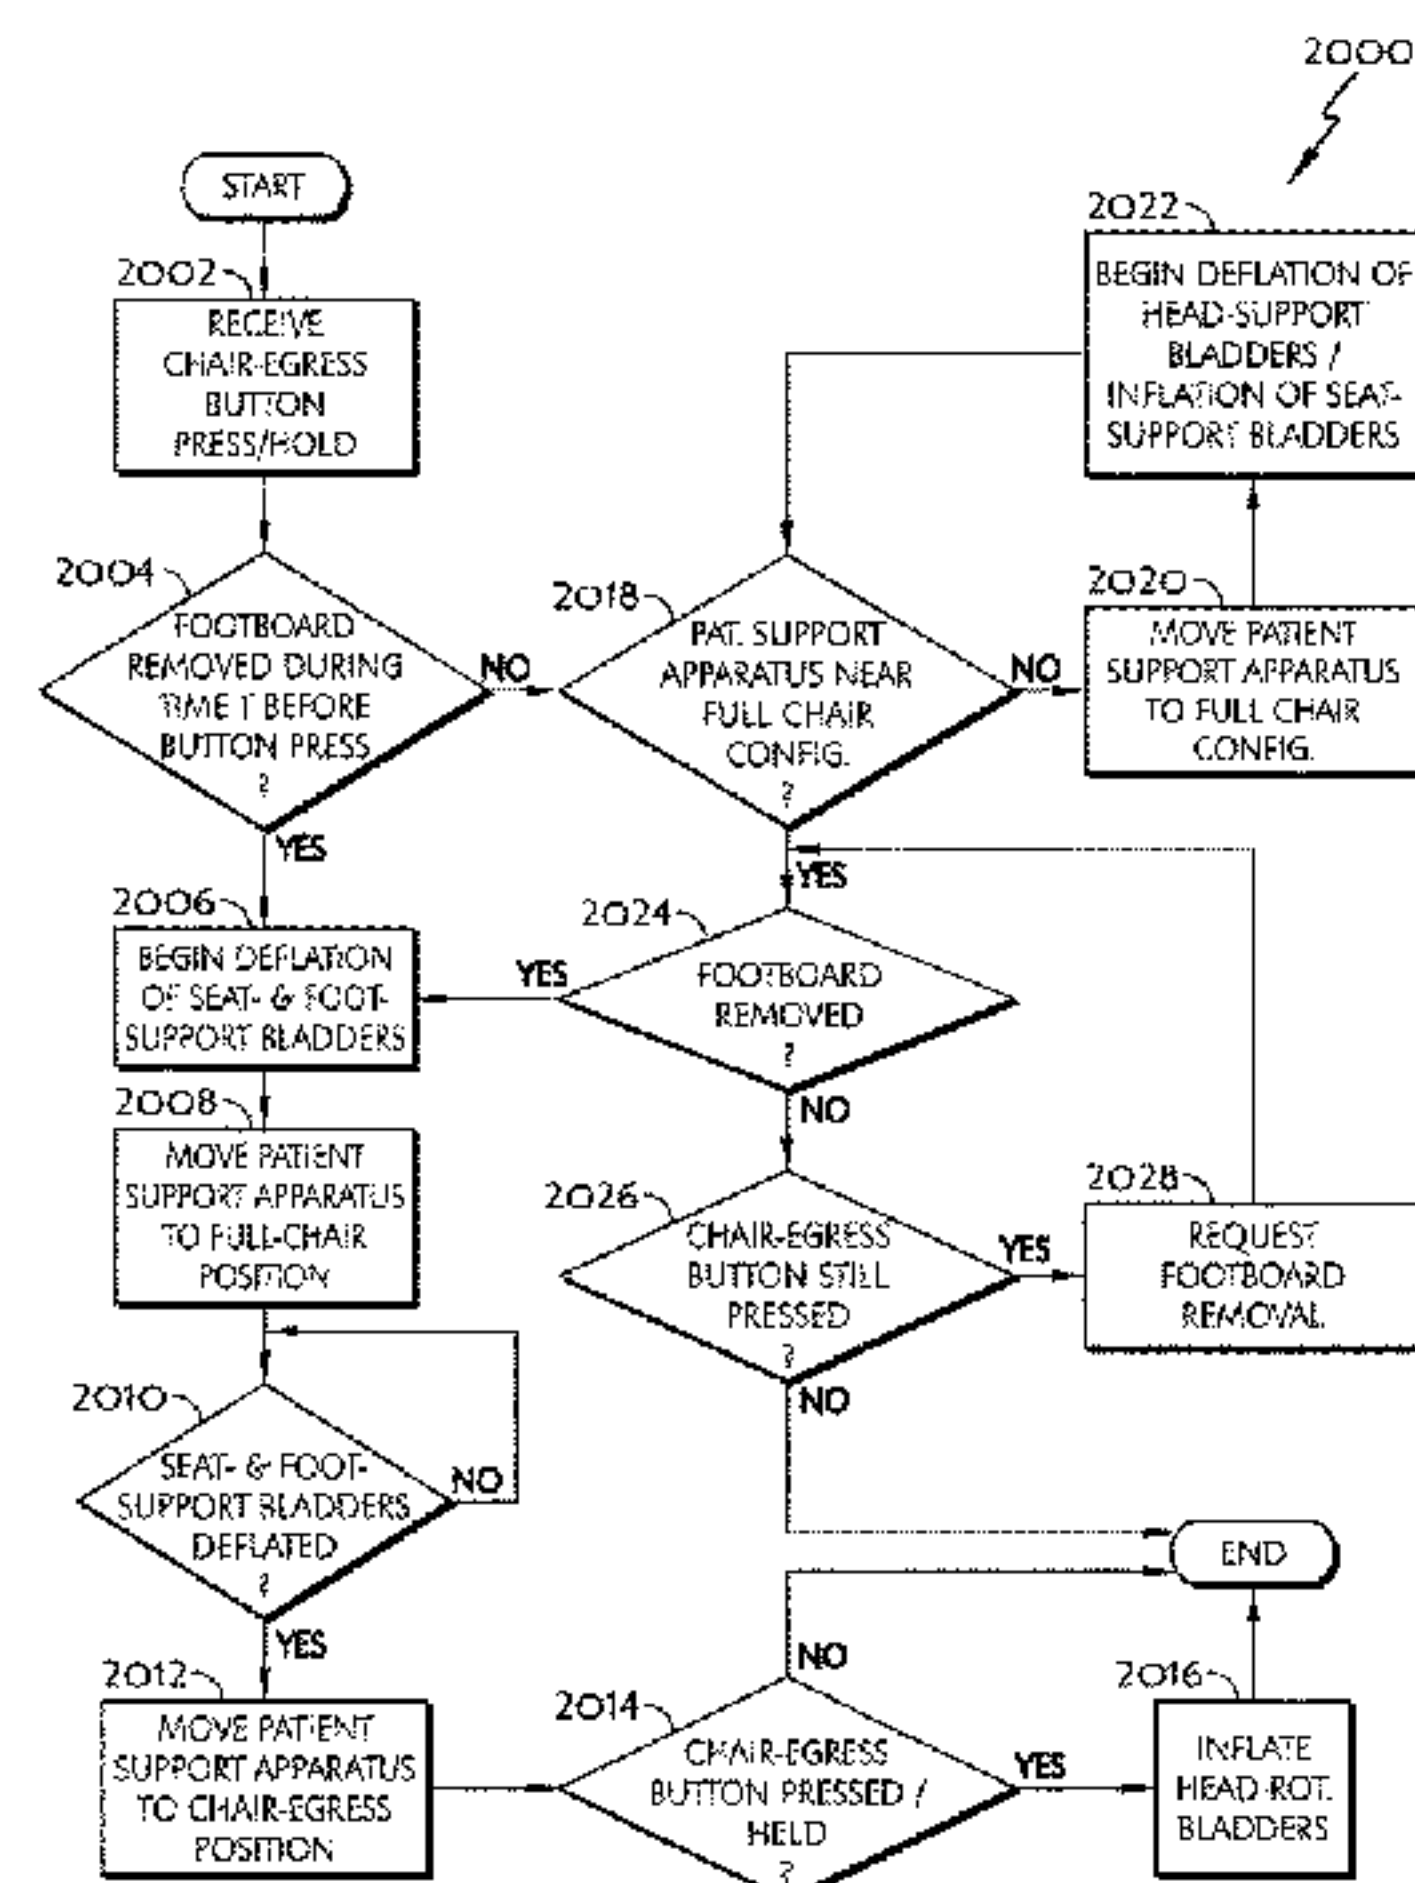 2000
START
2002
RECEIVE
CHAIR-EGRESS
BUTTON
PRESS/HOLD
2004
FOOTBOARD
REMOVED DURING
TIME T BEFORE
BUTTON PRESS
?
NO
YES
2018
PAT. SUPPORT
APPARATUS NEAR
FULL CHAIR
CONFIG.
?
NO
YES
2020
MOVE PATIENT
SUPPORT APPARATUS
TO FULL CHAIR
CONFIG.
2022
BEGIN DEFLATION OF
HEAD-SUPPORT
BLADDERS /
INFLATION OF SEAT-
SUPPORT BLADDERS
2006
BEGIN DEFLATION
OF SEAT- & FOOT-
SUPPORT BLADDERS
2024
FOOTBOARD
REMOVED
?
YES
NO
2008
MOVE PATIENT
SUPPORT APPARATUS
TO FULL-CHAIR
POSITION
2026
CHAIR-EGRESS
BUTTON STILL
PRESSED
?
YES
NO
2028
REQUEST
FOOTBOARD
REMOVAL
2010
SEAT- & FOOT-
SUPPORT BLADDERS
DEFLATED
?
NO
YES
END
2012
MOVE PATIENT
SUPPORT APPARATUS
TO CHAIR-EGRESS
POSITION
2014
CHAIR-EGRESS
BUTTON PRESSED /
HELD
?
NO
YES
2016
INFLATE
HEAD-ROT.
BLADDERS